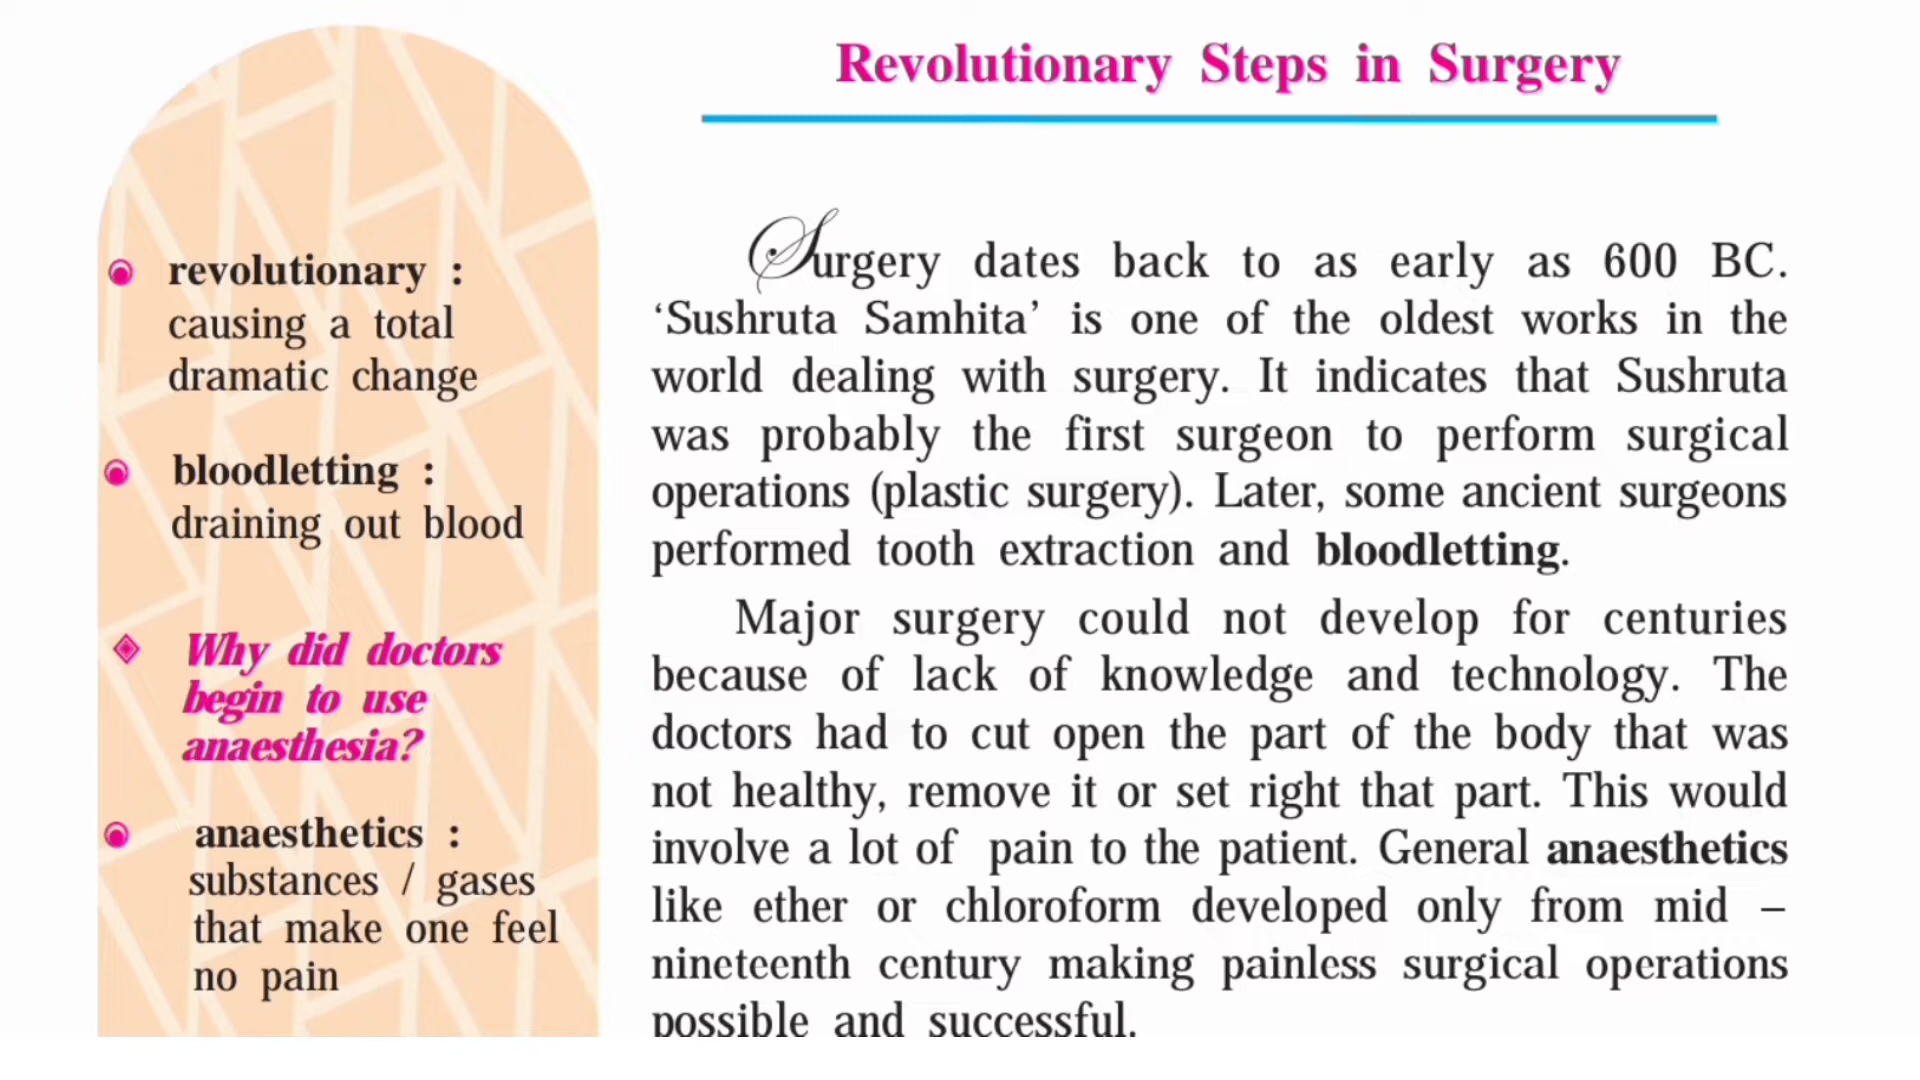 Revolutionary Steps in Surgery
revolutionary :
causing a total
dramatic change
bloodletting :
draining out blood
Why did doctors
begin to use
anaesthesia?
anaesthetics :
substances / gases
that make one feel
no pain
Surgery dates back to as early as 600 BC.
‘Sushruta Samhita’ is one of the oldest works in the
world dealing with surgery. It indicates that Sushruta
was probably the first surgeon to perform surgical
operations (plastic surgery). Later, some ancient surgeons
performed tooth extraction and bloodletting.
Major surgery could not develop for centuries
because of lack of knowledge and technology. The
doctors had to cut open the part of the body that was
not healthy, remove it or set right that part. This would
involve a lot of pain to the patient. General anaesthetics
like ether or chloroform developed only from mid –
nineteenth century making painless surgical operations
possible and successful.